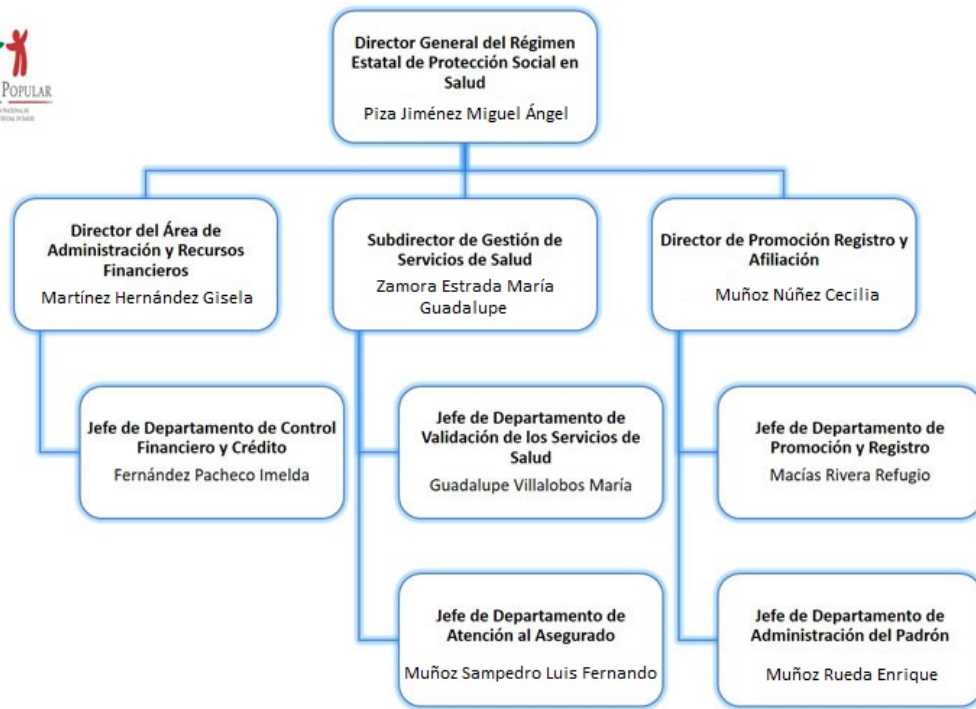 POPULAR
Director General del Régimen
Estatal de Protección Social en
Salud
Piza Jiménez Miguel Ángel
Director del Área de
Administración y Recursos
Financieros
Martínez Hernández Gisela
Subdirector de Gestión de
Servicios de Salud
Zamora Estrada María
Guadalupe
Director de Promoción Registro y
Afiliación
Muñoz Núñez Cecilia
Jefe de Departamento de Control
Financiero y Crédito
Fernández Pacheco Imelda
Jefe de Departamento de
Validación de los Servicios de
Salud
Guadalupe Villalobos María
Jefe de Departamento de
Promoción y Registro
Macías Rivera Refugio
Jefe de Departamento de
Atención al Asegurado
Muñoz Sampedro Luis Fernando
Jefe de Departamento de
Administración del Padrón
Muñoz Rueda Enrique